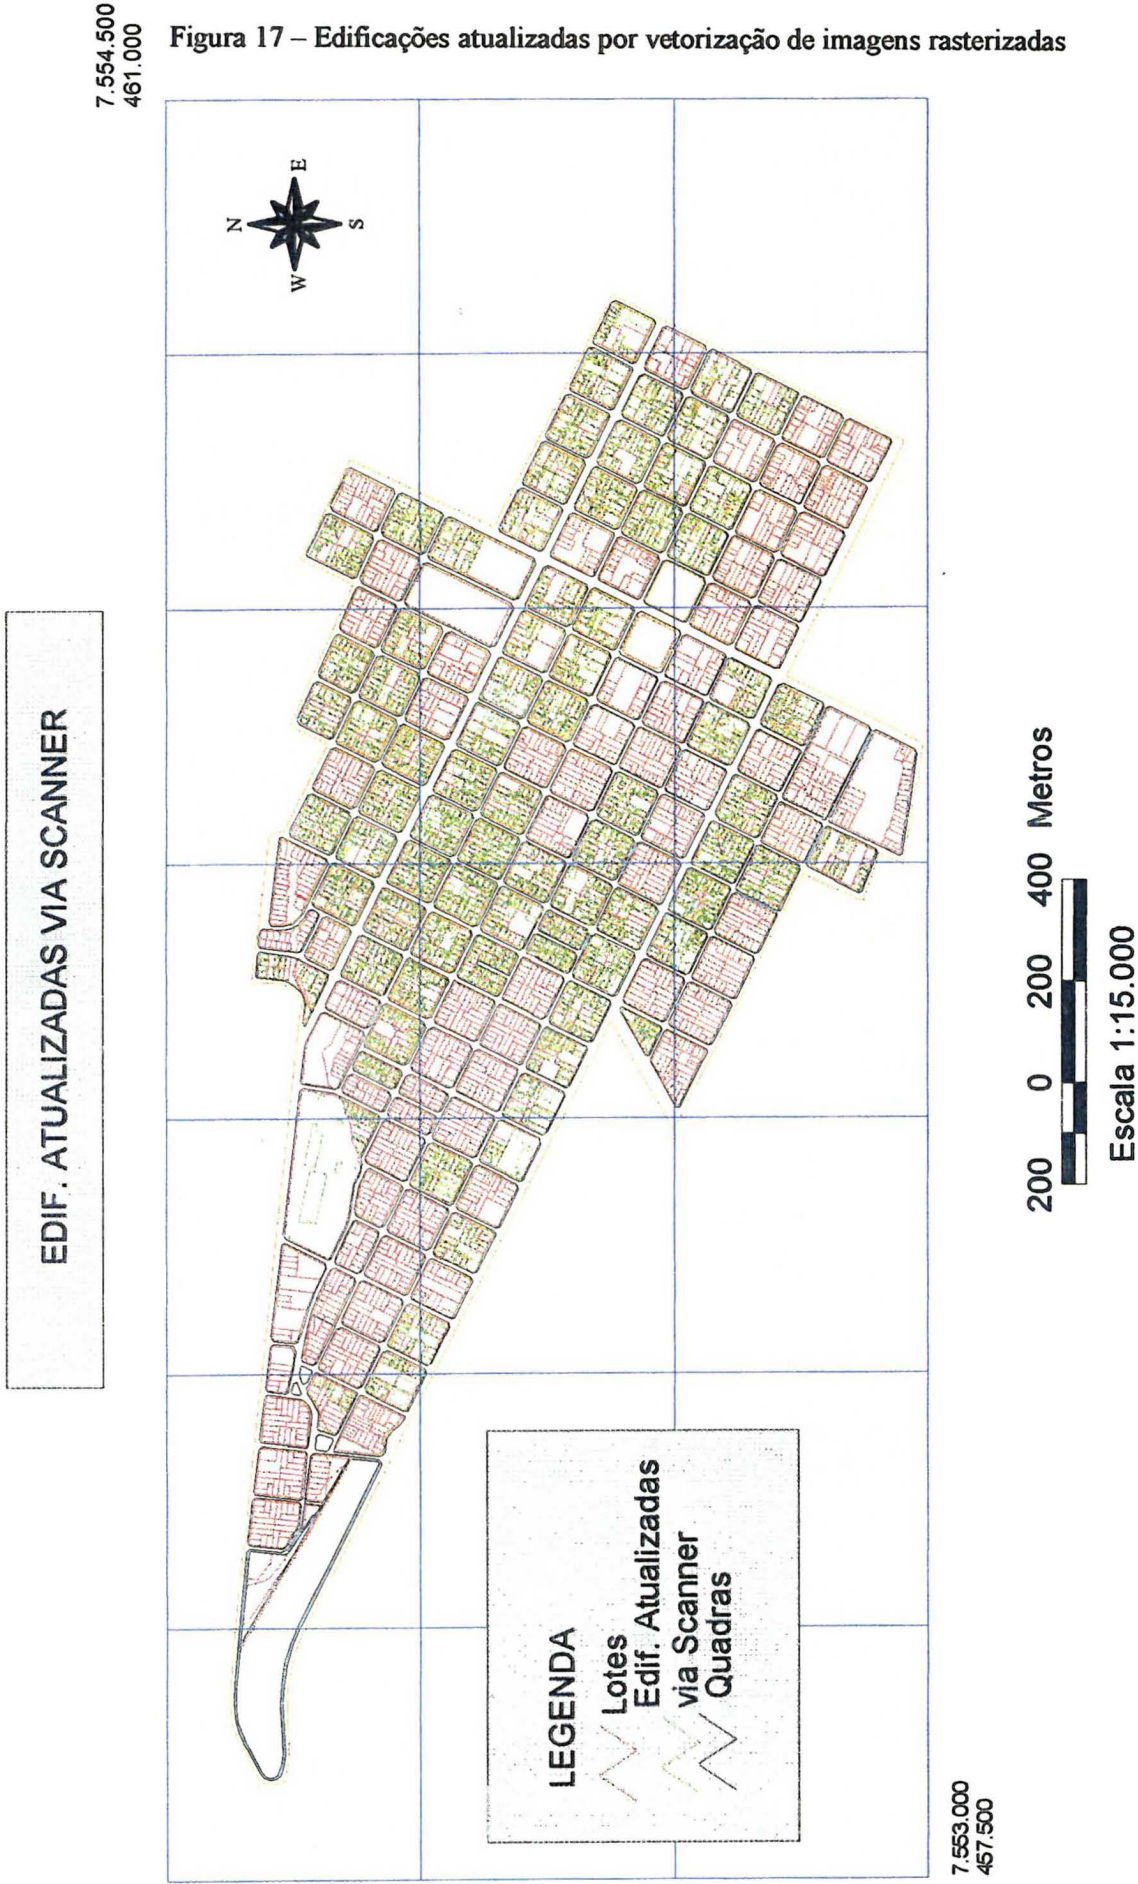 Figura 17 – Edificações atualizadas por vetorização de imagens rasterizadas
EDIF. ATUALIZADAS VIA SCANNER
7.554.500
461.000
N
E
S
W
LEGENDA
Lotes
Edif. Atualizadas
via Scanner
Quadras
7.553.000
457.500
200 0 200 400 Metros
Escala 1:15.000